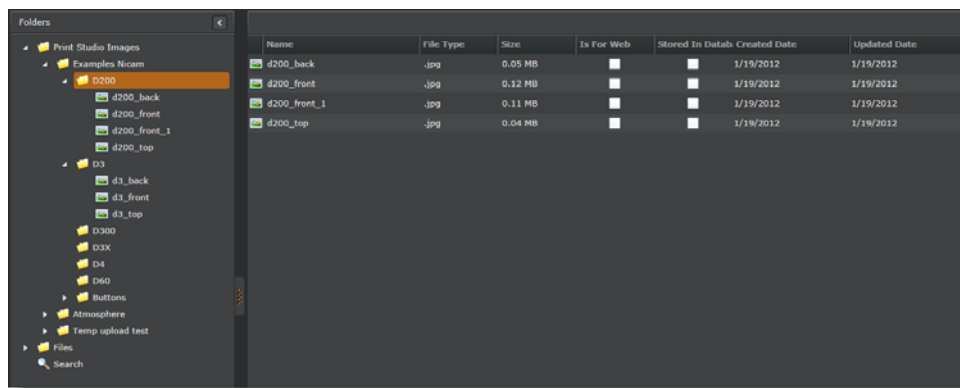 Folders
Print Studio Images
Examples Nicam
D200
d200_back
d200_front
d200_front_1
d200_top
D3
d3_back
d3_front
d3_top
D300
D3X
D4
D60
Buttons
Atmosphere
Temp upload test
Files
Search
Name File Type Size Is For Web Stored In Datab Created Date Updated Date
d200_back .jpg 0.05 MB 1/19/2012 1/19/2012
d200_front .jpg 0.12 MB 1/19/2012 1/19/2012
d200_front_1 .jpg 0.11 MB 1/19/2012 1/19/2012
d200_top .jpg 0.04 MB 1/19/2012 1/19/2012